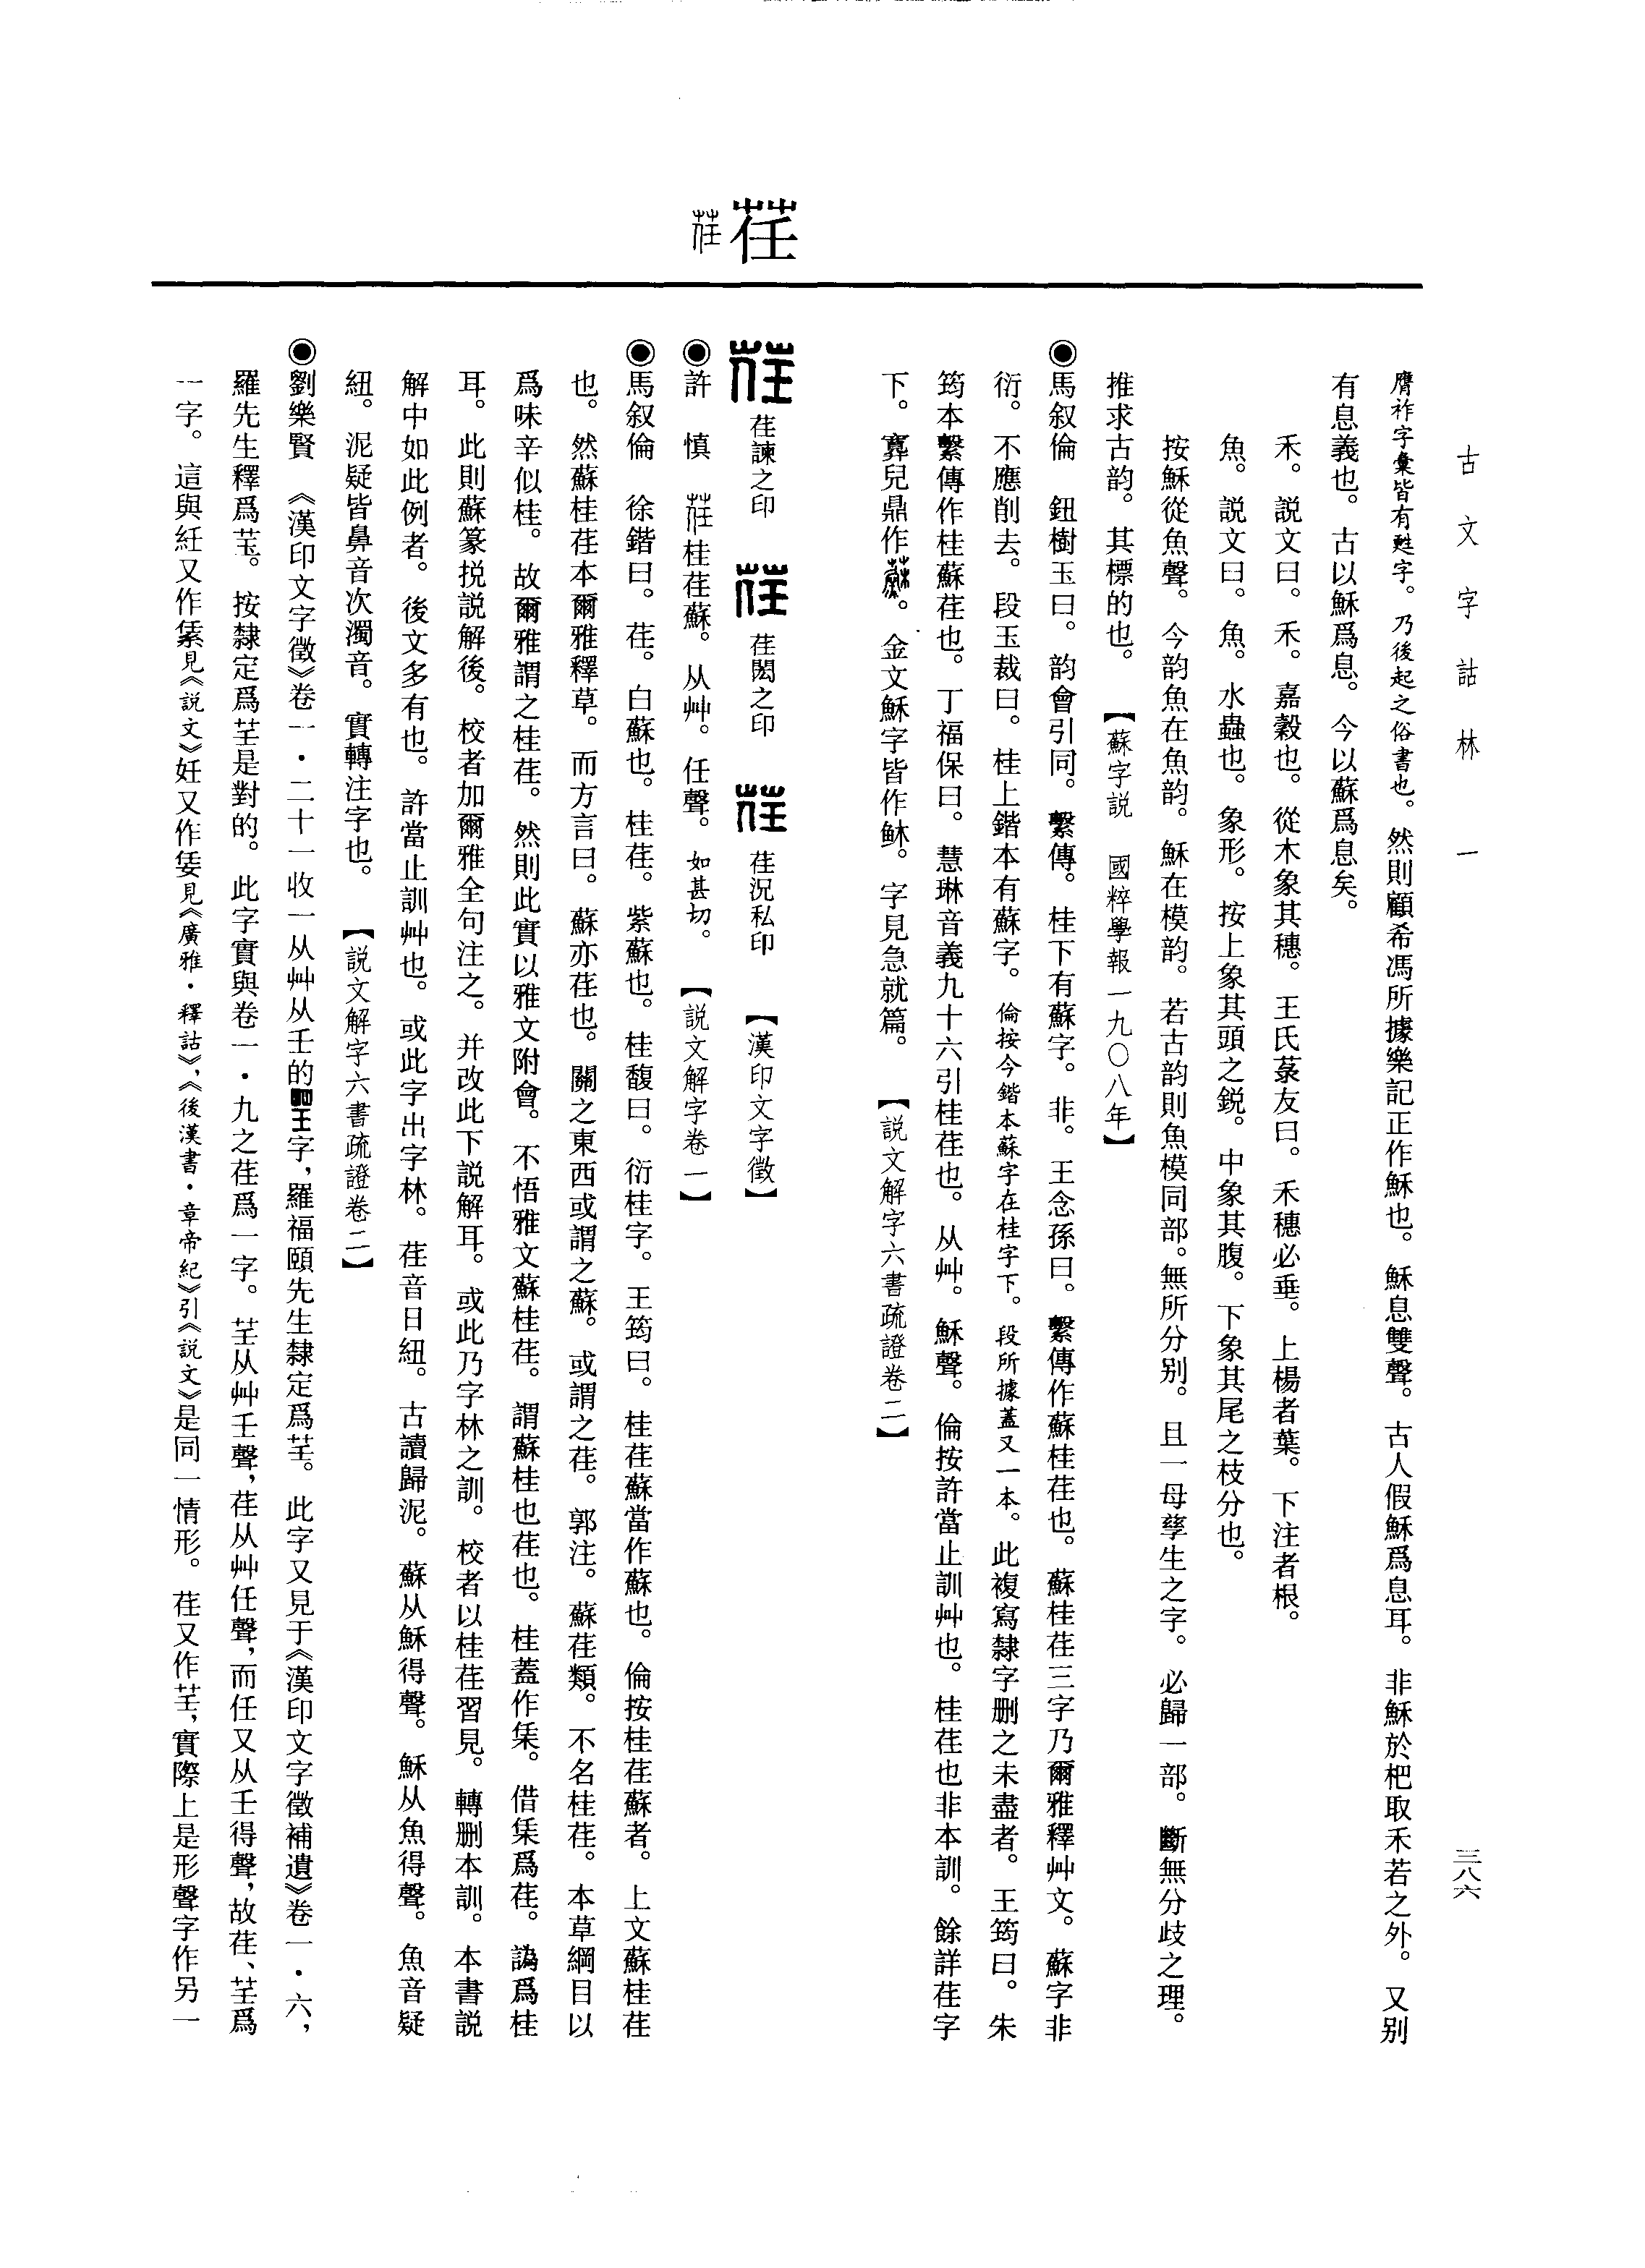 古文字詁林 一
三八六
荏
膺祚字彙皆有甦字。乃後起之俗書也。然則顧希馮所據樂記正作穌也。穌息雙聲。古人假穌爲息耳。非穌於杷取禾若之外。又别
有息義也。古以穌爲息。今以蘇爲息矣。
禾。説文曰。禾。嘉穀也。從木象其穗。王氏菉友曰。禾穗必垂。上楊者葉。下注者根。
魚。説文曰。魚。水蟲也。象形。按上象其頭之鋭。中象其腹。下象其尾之枝分也。
按穌從魚聲。今韵魚在魚韵。穌在模韵。若古韵則魚模同部。無所分别。且一母孳生之字。必歸一部。斷無分歧之理。
推求古韵。其標的也。【蘇字説 國粹學報一九〇八年】
◉馬叙倫 鈕樹玉曰。韵會引同。繫傳。桂下有蘇字。非。王念孫曰。繫傳作蘇桂荏也。蘇桂荏三字乃爾雅釋艸文。蘇字非
衍。不應削去。段玉裁曰。桂上鍇本有蘇字。倫按今鍇本蘇字在桂字下。段所據蓋又一本。此複寫隸字删之未盡者。王筠曰。朱
筠本繫傳作桂蘇荏也。丁福保曰。慧琳音義九十六引桂荏也。从艸。穌聲。倫按許當止訓艸也。桂荏也非本訓。餘詳荏字
下。寡兒鼎作。金文穌字皆作䱗。字見急就篇。【説文解字六書疏證卷二】
荏諫之印 荏閎之印 荏況私印 【漢印文字徵】
◉許 慎 桂荏蘇。从艸。任聲。如甚切。【説文解字卷一】
◉馬叙倫 徐鍇曰。荏。白蘇也。桂荏。紫蘇也。桂馥曰。衍桂字。王筠曰。桂荏蘇當作蘇也。倫按桂荏蘇者。上文蘇桂荏
也。然蘇桂荏本爾雅釋草。而方言曰。蘇亦荏也。關之東西或謂之蘇。或謂之荏。郭注。蘇荏類。不名桂荏。本草綱目以
爲味辛似桂。故爾雅謂之桂荏。然則此實以雅文附會。不悟雅文蘇桂荏。謂蘇桂也荏也。桂蓋作集。借集爲荏。譌爲桂
耳。此則蘇篆捝説解後。校者加爾雅全句注之。并改此下説解耳。或此乃字林之訓。校者以桂荏習見。轉删本訓。本書説
解中如此例者。後文多有也。許當止訓艸也。或此字出字林。荏音日紐。古讀歸泥。蘇从穌得聲。穌从魚得聲。魚音疑
紐。泥疑皆鼻音次濁音。實轉注字也。【説文解字六書疏證卷二】
◉劉樂賢 《漢印文字徵》卷一·二十一收一从艸从壬的字，羅福頤先生隸定爲芏。此字又見于《漢印文字徵補遺》卷一·六，
羅先生釋爲芏。按隸定爲芏是對的。此字實與卷一·九之荏爲一字。芏从艸壬聲，荏从艸任聲，而任又从壬得聲，故荏、芏爲
一字。這與紝又作䋕見《説文》妊又作㛛見《廣雅·釋詁》，《後漢書·章帝紀》引《説文》是同一情形。荏又作芏，實際上是形聲字作另一